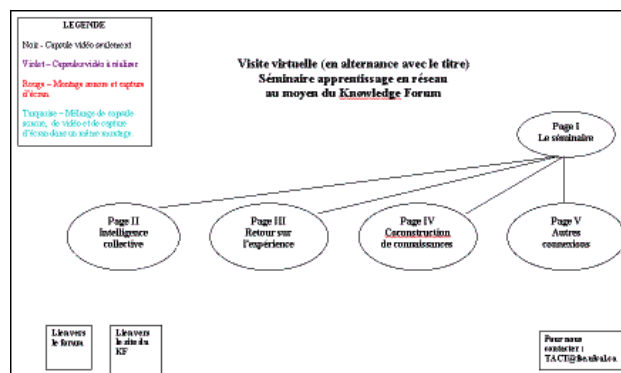 LEGENDE
Noir - Capsule vidéo seulement
Violet – Capsule vidéo à réaliser
Rouge – Montage sonore et capture
d'écran.
Turquoise – Mélange de capsule
sonore, de vidéo et de capture
d'écran dans un même montage.
Visite virtuelle (en alternance avec le titre)
Séminaire apprentissage en réseau
au moyen du Knowledge Forum
Page I
Le séminaire
Page II
Intelligence
collective
Page III
Retour sur
l'expérience
Page IV
Coconstruction
de connaissances
Page V
Autres
connexions
Lien vers
le forum
Lien vers
le site du
KF
Pour nous
contacter :